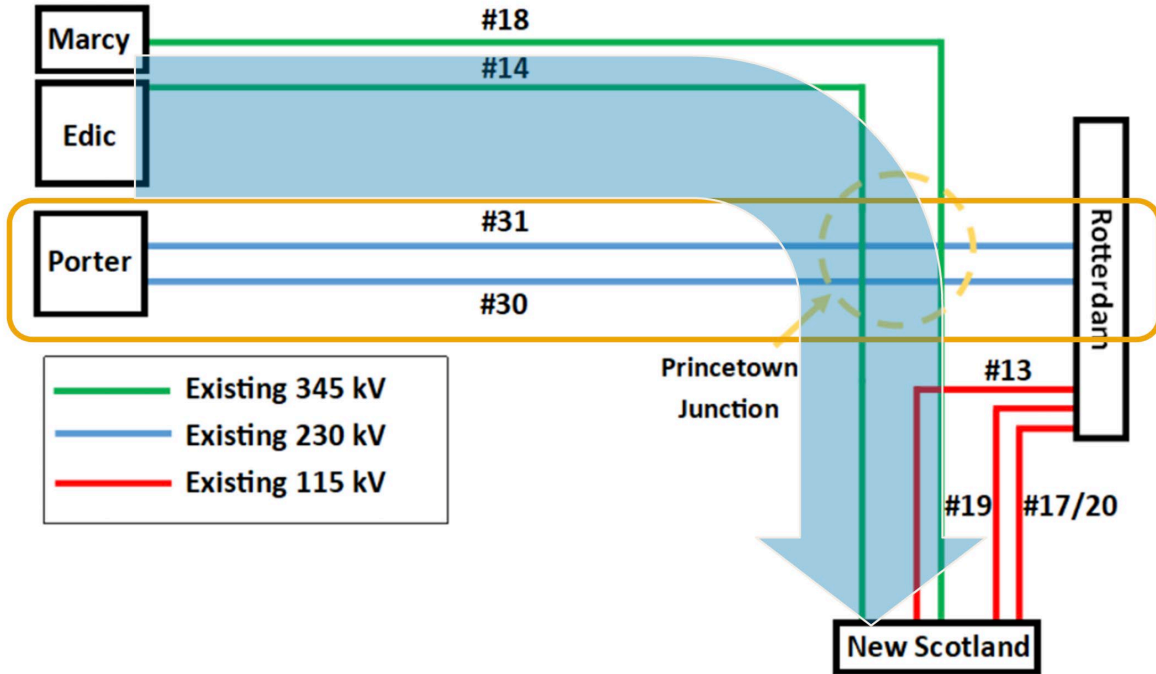 Marcy
#18
#14
Edic
#31
Porter
#30
Rotterdam
Princetown
Junction
#13
Existing 345 kV
Existing 230 kV
Existing 115 kV
#19
#17/20
New Scotland